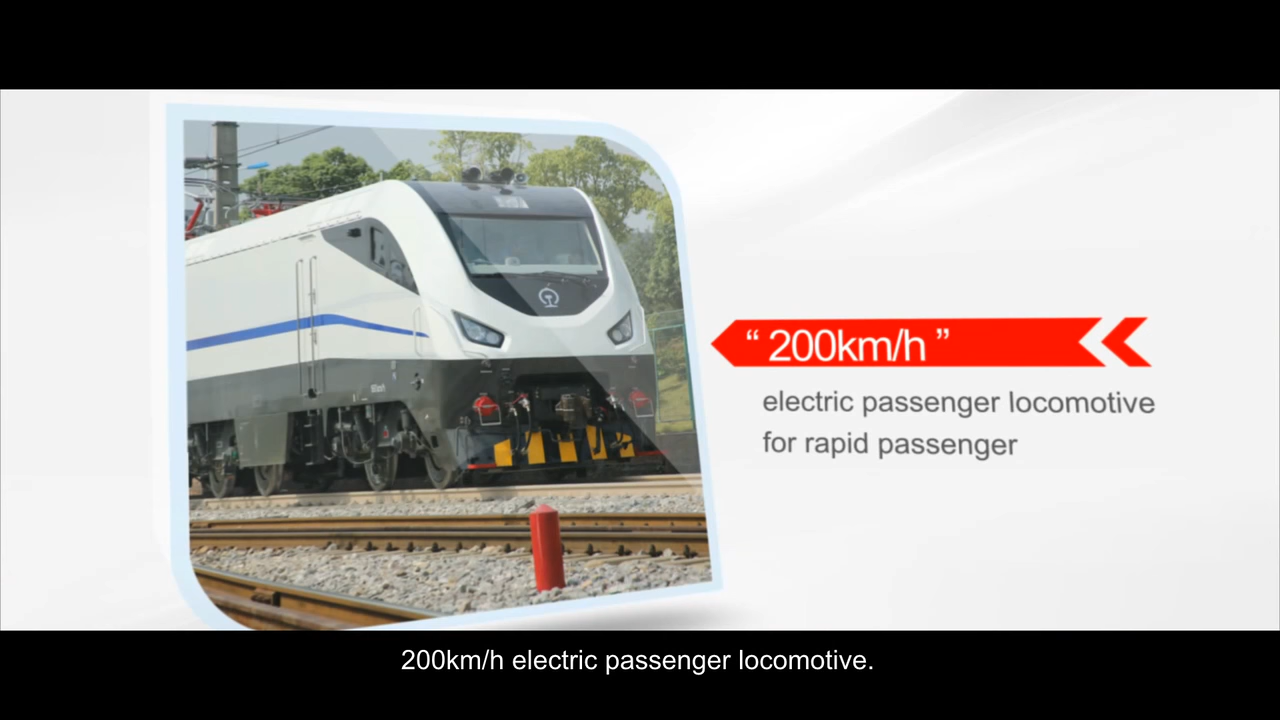 “ 200km/h ”
electric passenger locomotive
for rapid passenger
200km/h electric passenger locomotive.